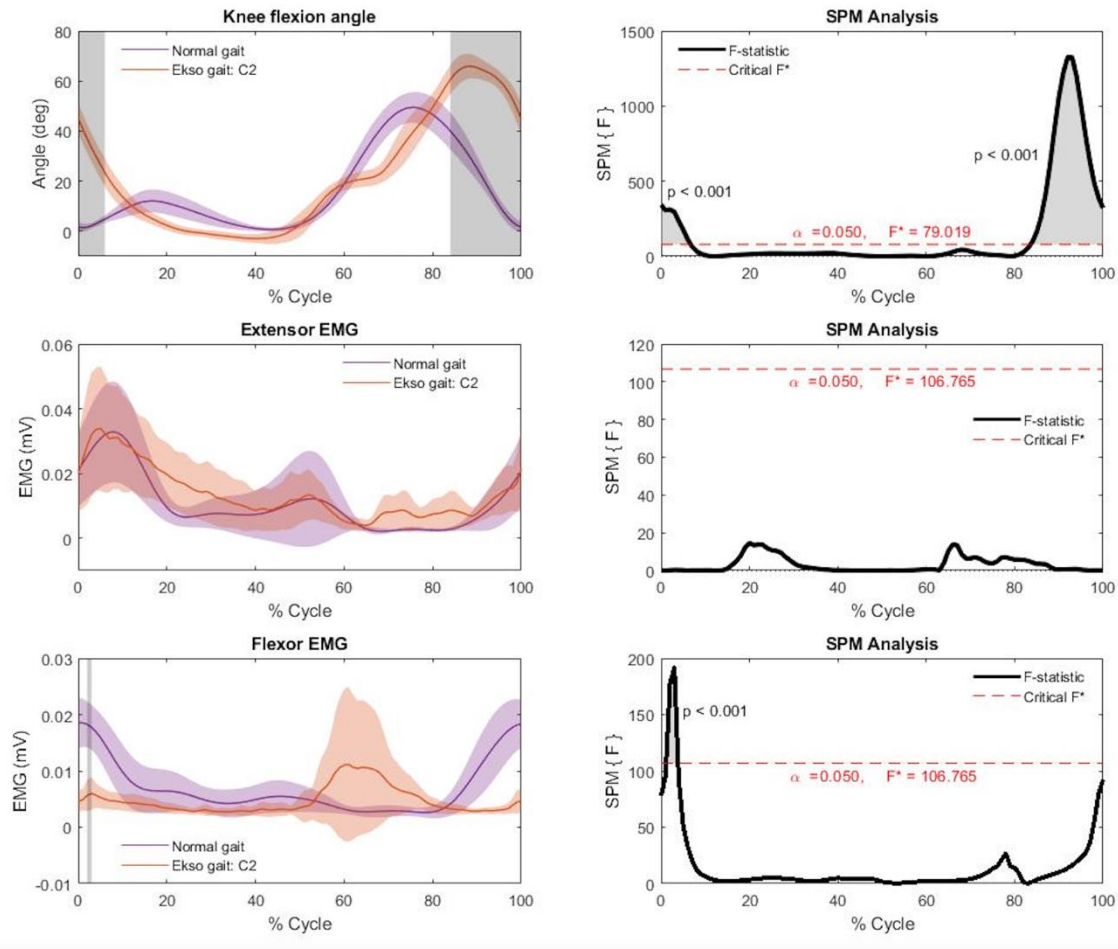 Knee flexion angle
80
60
40
20
0
Angle (deg)
Normal gait
Ekso gait: C2
0 20 40 60 80 100
% Cycle
SPM Analysis
1500
1000
500
0
SPM { F }
F-statistic
Critical F*
p < 0.001
p < 0.001
α =0.050, F* = 79.019
0 20 40 60 80 100
% Cycle
Extensor EMG
0.06
0.04
0.02
0
EMG (mV)
Normal gait
Ekso gait: C2
0 20 40 60 80 100
% Cycle
SPM Analysis
120
100
80
60
40
20
0
SPM { F }
α =0.050, F* = 106.765
F-statistic
Critical F*
0 20 40 60 80 100
% Cycle
Flexor EMG
0.03
0.02
0.01
0
-0.01
EMG (mV)
Normal gait
Ekso gait: C2
0 20 40 60 80 100
% Cycle
SPM Analysis
200
150
100
50
0
SPM { F }
F-statistic
Critical F*
p < 0.001
α =0.050, F* = 106.765
0 20 40 60 80 100
% Cycle